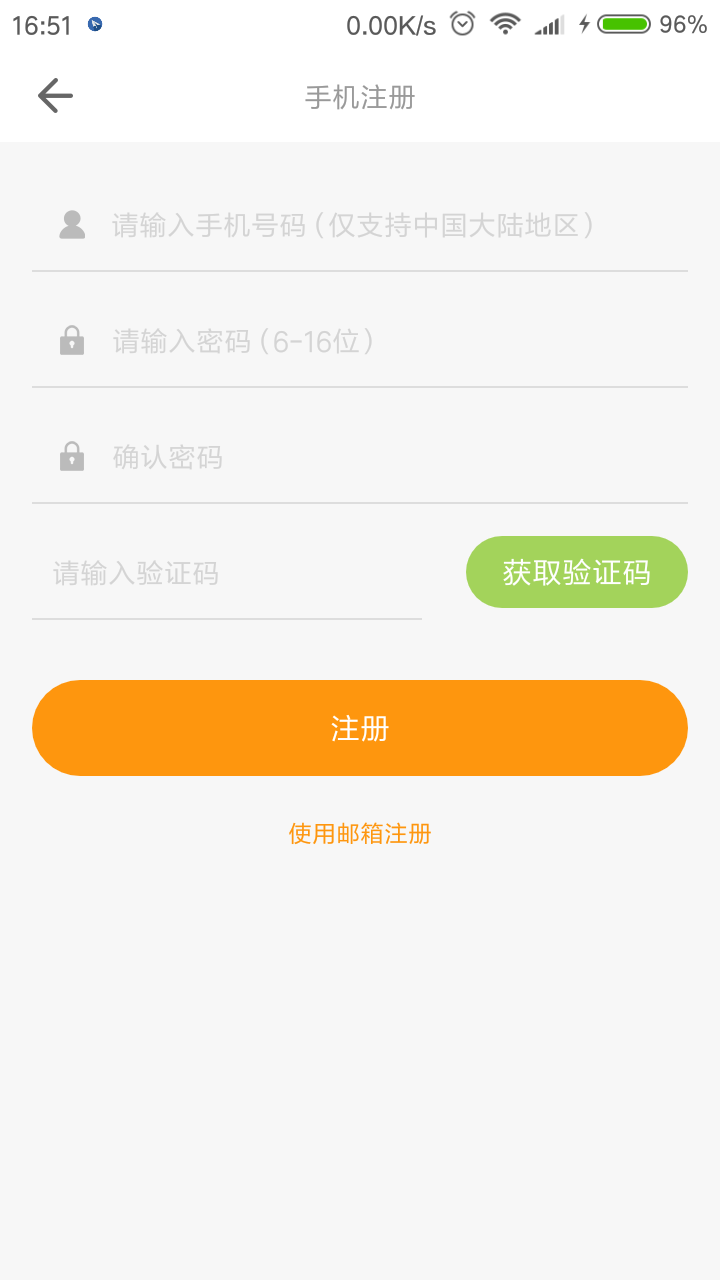 16:51 0.00K/s 96%
手机注册
请输入手机号码（仅支持中国大陆地区）
请输入密码（6-16位）
确认密码
请输入验证码 获取验证码
注册
使用邮箱注册